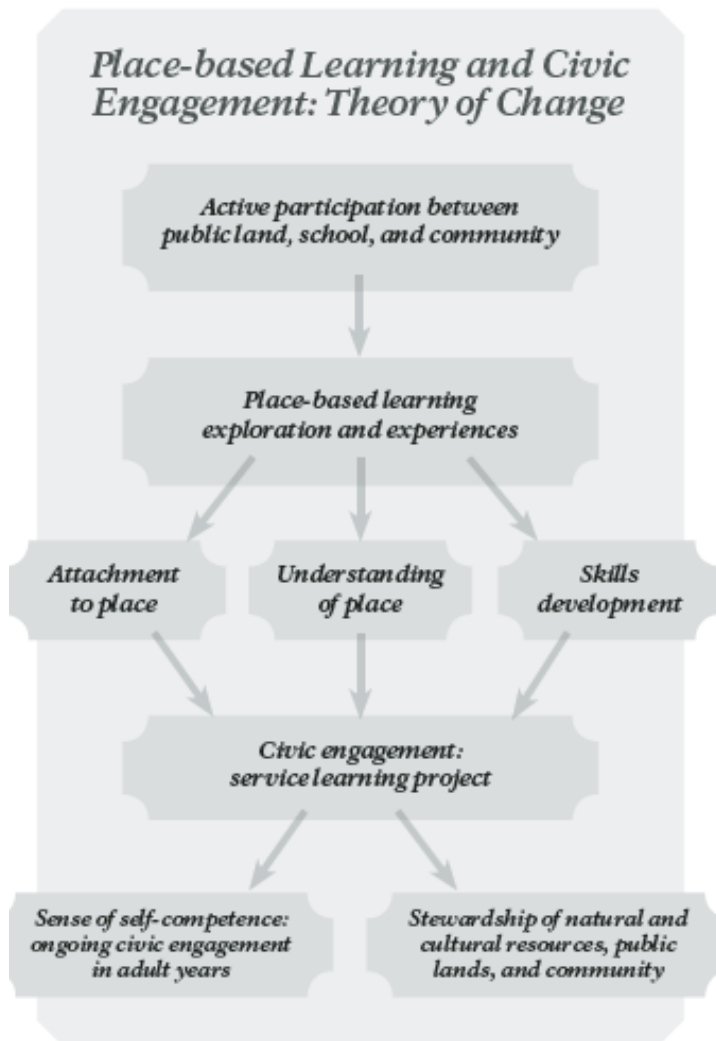 Place-based Learning and Civic
Engagement: Theory of Change
Active participation between
public land, school, and community
Place-based learning
exploration and experiences
Attachment
to place
Understanding
of place
Skills
development
Civic engagement:
service learning project
Sense of self-competence:
ongoing civic engagement
in adult years
Stewardship of natural and
cultural resources, public
lands, and community